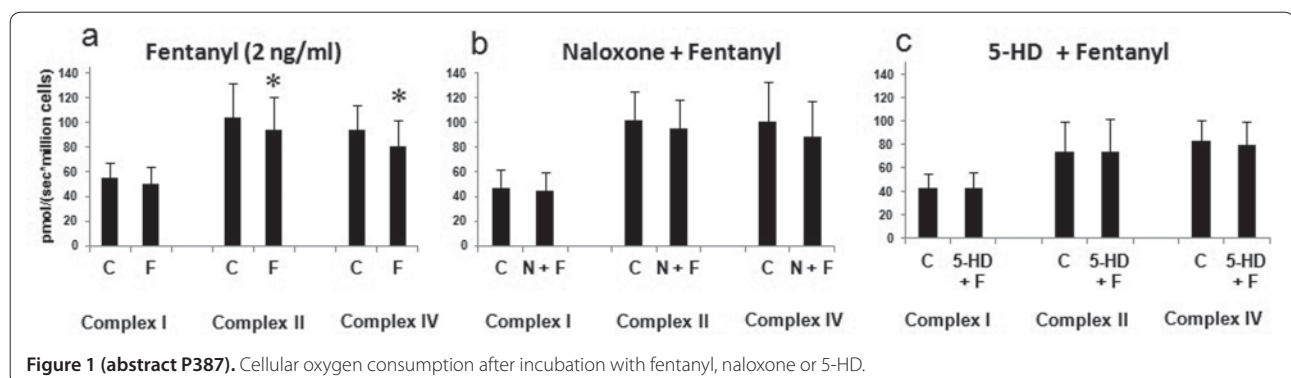 a Fentanyl (2 ng/ml)
pmol/(sec*million cells)
140
120
100
80
60
40
20
0
* *
C F C F C F
Complex I Complex II Complex IV
b Naloxone + Fentanyl
140
120
100
80
60
40
20
0
C N + F C N + F C N + F
Complex I Complex II Complex IV
c 5-HD + Fentanyl
140
120
100
80
60
40
20
0
C 5-HD C 5-HD C 5-HD
+ F + F + F
Complex I Complex II Complex IV
Figure 1 (abstract P387). Cellular oxygen consumption after incubation with fentanyl, naloxone or 5-HD.